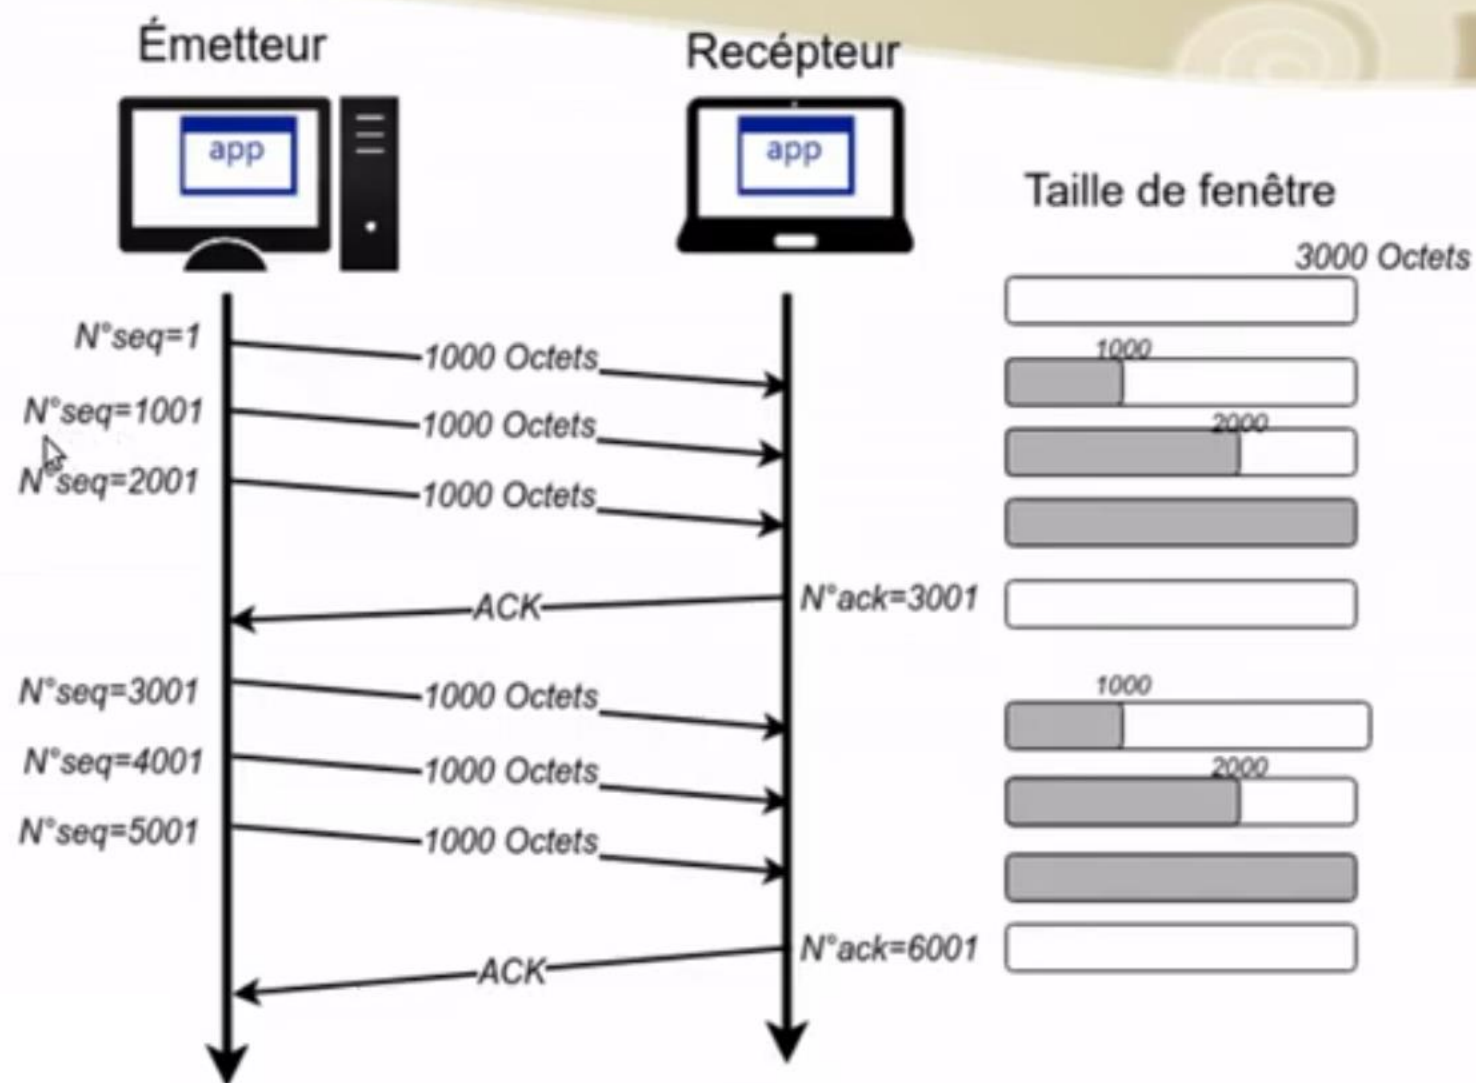 Émetteur
Recépteur
app
app
Taille de fenêtre
3000 Octets
N°seq=1
1000 Octets
1000
N°seq=1001
1000 Octets
2000
N°seq=2001
1000 Octets
ACK
N°ack=3001
N°seq=3001
1000 Octets
1000
N°seq=4001
1000 Octets
2000
N°seq=5001
1000 Octets
N°ack=6001
ACK